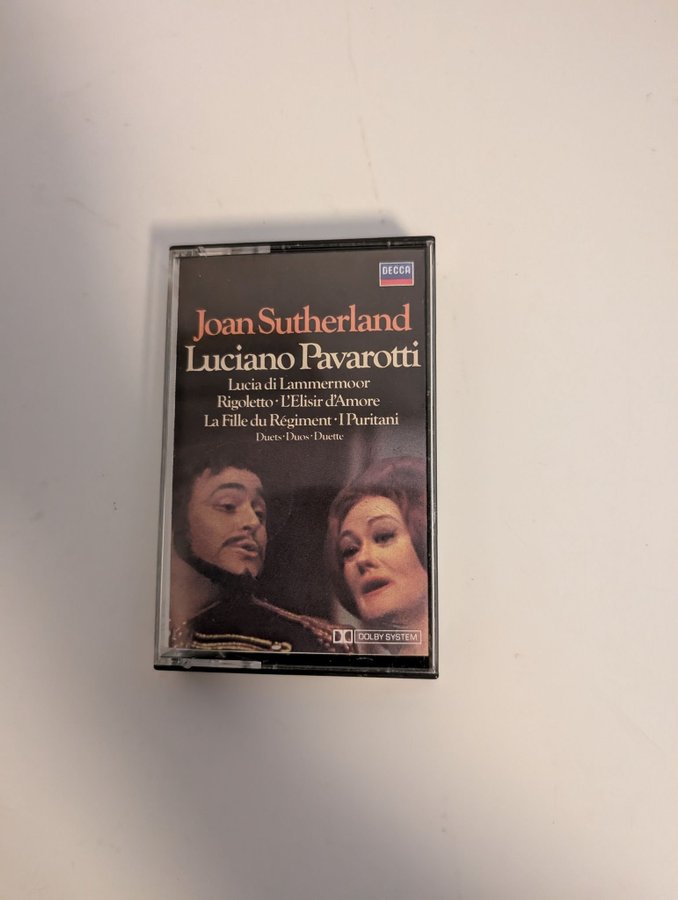 DECCA
Joan Sutherland
Luciano Pavarotti
Lucia di Lammermoor
Rigoletto · L'Elisir d'Amore
La Fille du Régiment · I Puritani
Duets · Duos · Duette
DOLBY SYSTEM